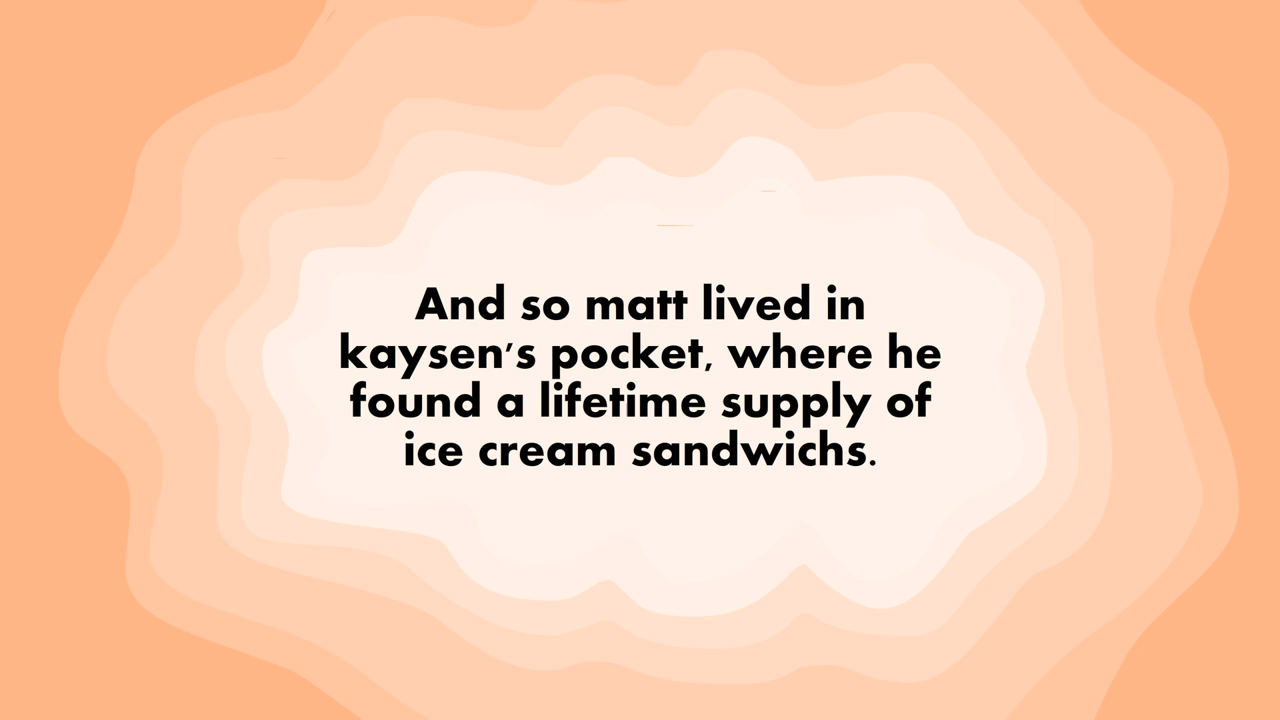 And so matt lived in
kaysen's pocket, where he
found a lifetime supply of
ice cream sandwichs.